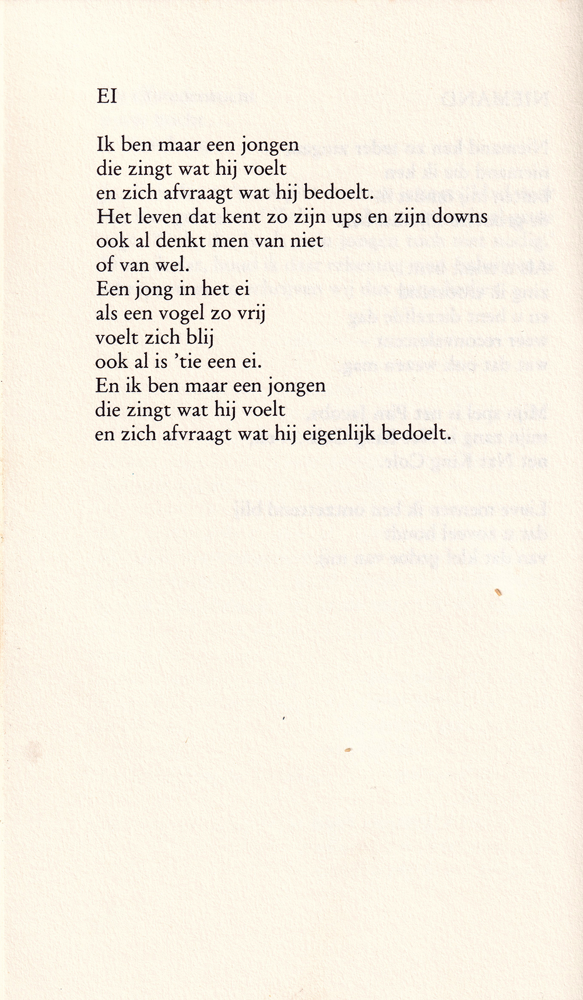 EI
Ik ben maar een jongen
die zingt wat hij voelt
en zich afvraagt wat hij bedoelt.
Het leven dat kent zo zijn ups en zijn downs
ook al denkt men van niet
of van wel.
Een jong in het ei
als een vogel zo vrij
voelt zich blij
ook al is ’tie een ei.
En ik ben maar een jongen
die zingt wat hij voelt
en zich afvraagt wat hij eigenlijk bedoelt.